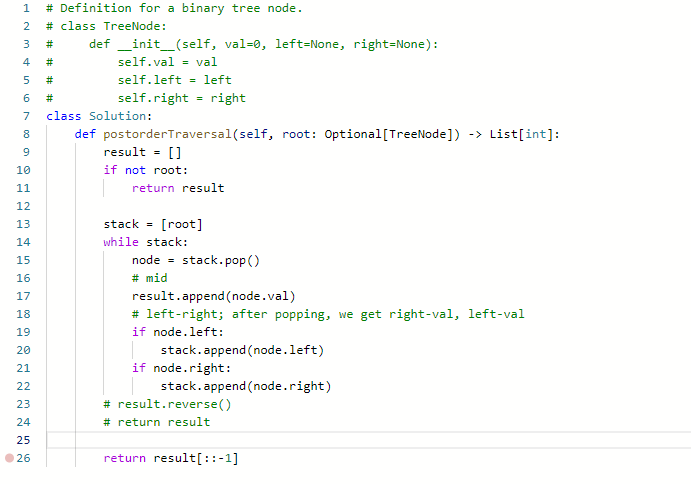 1 # Definition for a binary tree node.
2 # class TreeNode:
3 #     def __init__(self, val=0, left=None, right=None):
4 #         self.val = val
5 #         self.left = left
6 #         self.right = right
7 class Solution:
8     def postorderTraversal(self, root: Optional[TreeNode]) -> List[int]:
9         result = []
10         if not root:
11             return result
12
13         stack = [root]
14         while stack:
15             node = stack.pop()
16             # mid
17             result.append(node.val)
18             # left-right; after popping, we get right-val, left-val
19             if node.left:
20                 stack.append(node.left)
21             if node.right:
22                 stack.append(node.right)
23         # result.reverse()
24         # return result
25
26         return result[::-1]